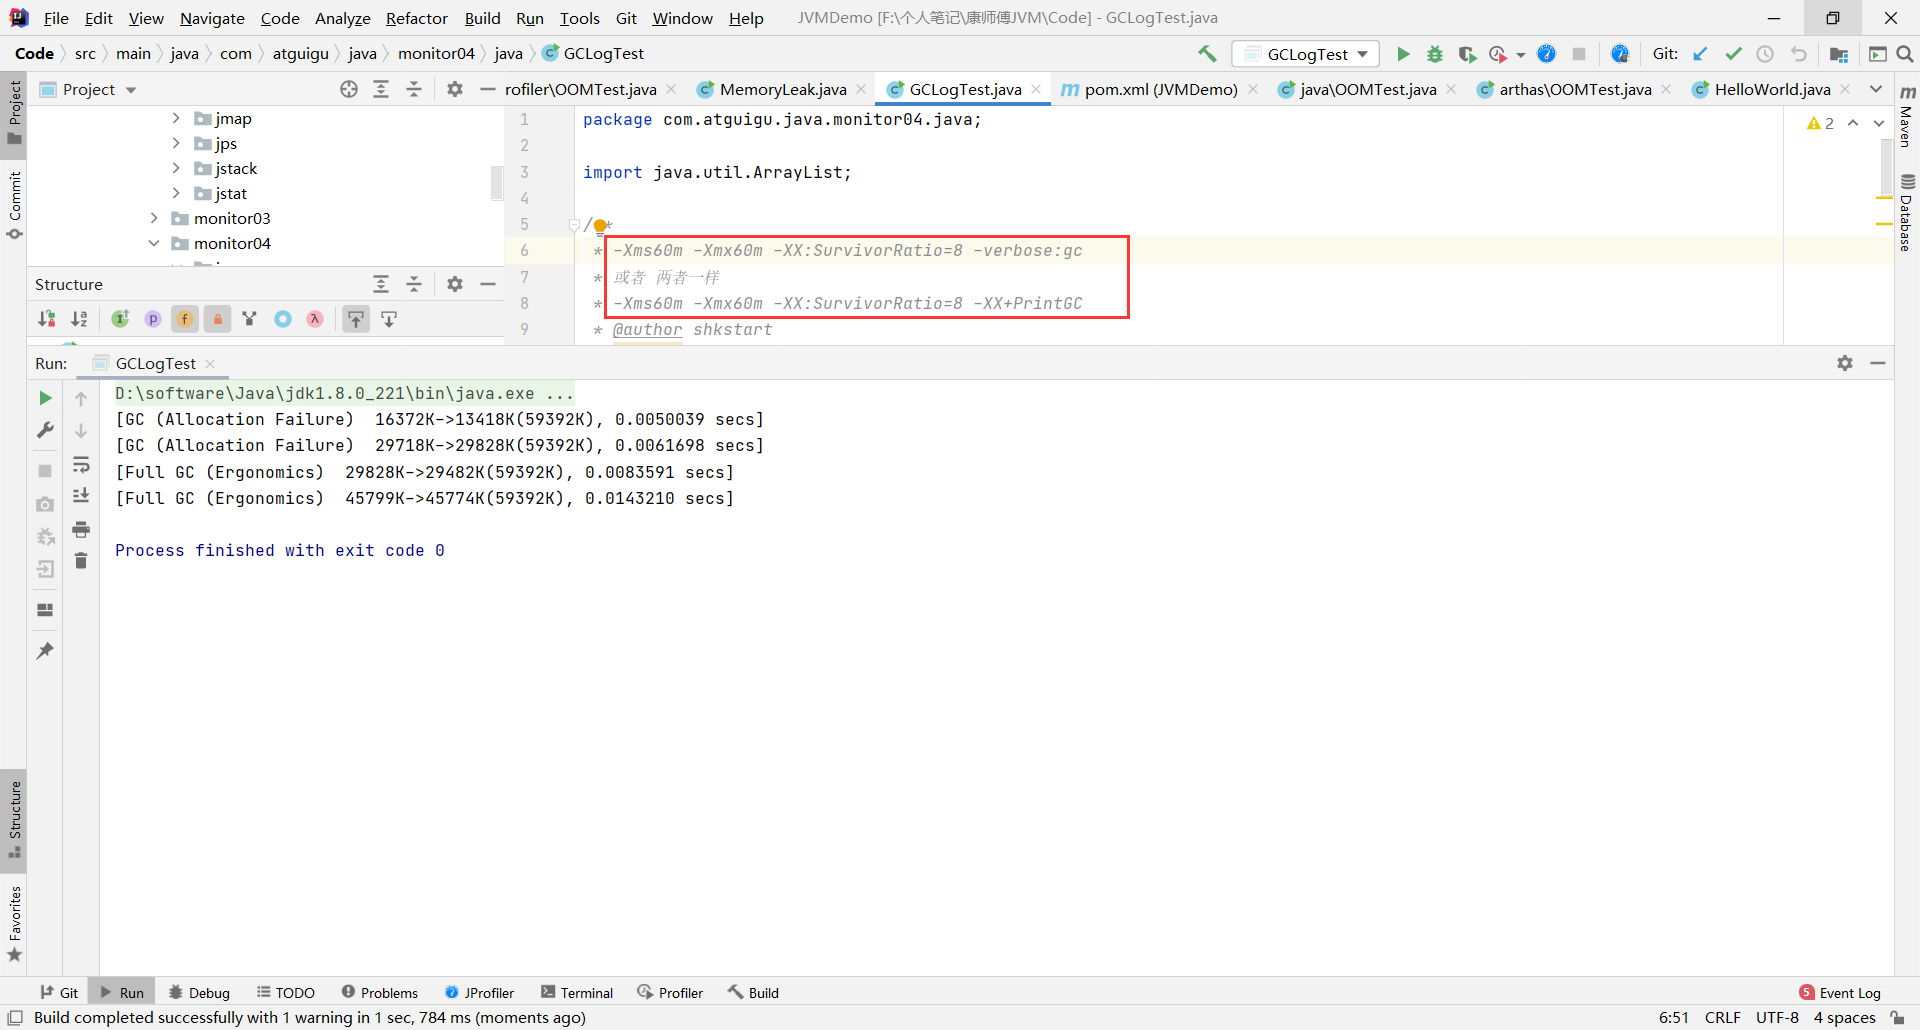 File Edit View Navigate Code Analyze Refactor Build Run Tools Git Window Help JVMDemo [F:\个人笔记\康师傅JVM\Code] - GCLogTest.java
Code src main java com atguigu java monitor04 java GCLogTest GCLogTest Git:
Project rofiler\OOMTest.java MemoryLeak.java GCLogTest.java pom.xml (JVMDemo) java\OOMTest.java arthas\OOMTest.java HelloWorld.java
Project
Commit
Structure
Favorites
Maven
Database
jmap
jps
jstack
jstat
monitor03
monitor04
Structure
1 package com.atguigu.java.monitor04.java;
2
3 import java.util.ArrayList;
4
5 /**
6 * -Xms60m -Xmx60m -XX:SurvivorRatio=8 -verbose:gc
7 * 或者 两者一样
8 * -Xms60m -Xmx60m -XX:SurvivorRatio=8 -XX+PrintGC
9 * @author shkstart
2
Run: GCLogTest
D:\software\Java\jdk1.8.0_221\bin\java.exe ...
[GC (Allocation Failure)  16372K->13418K(59392K), 0.0050039 secs]
[GC (Allocation Failure)  29718K->29828K(59392K), 0.0061698 secs]
[Full GC (Ergonomics)  29828K->29482K(59392K), 0.0083591 secs]
[Full GC (Ergonomics)  45799K->45774K(59392K), 0.0143210 secs]
Process finished with exit code 0
Git Run Debug TODO Problems JProfiler Terminal Profiler Build 5 Event Log
Build completed successfully with 1 warning in 1 sec, 784 ms (moments ago) 6:51 CRLF UTF-8 4 spaces